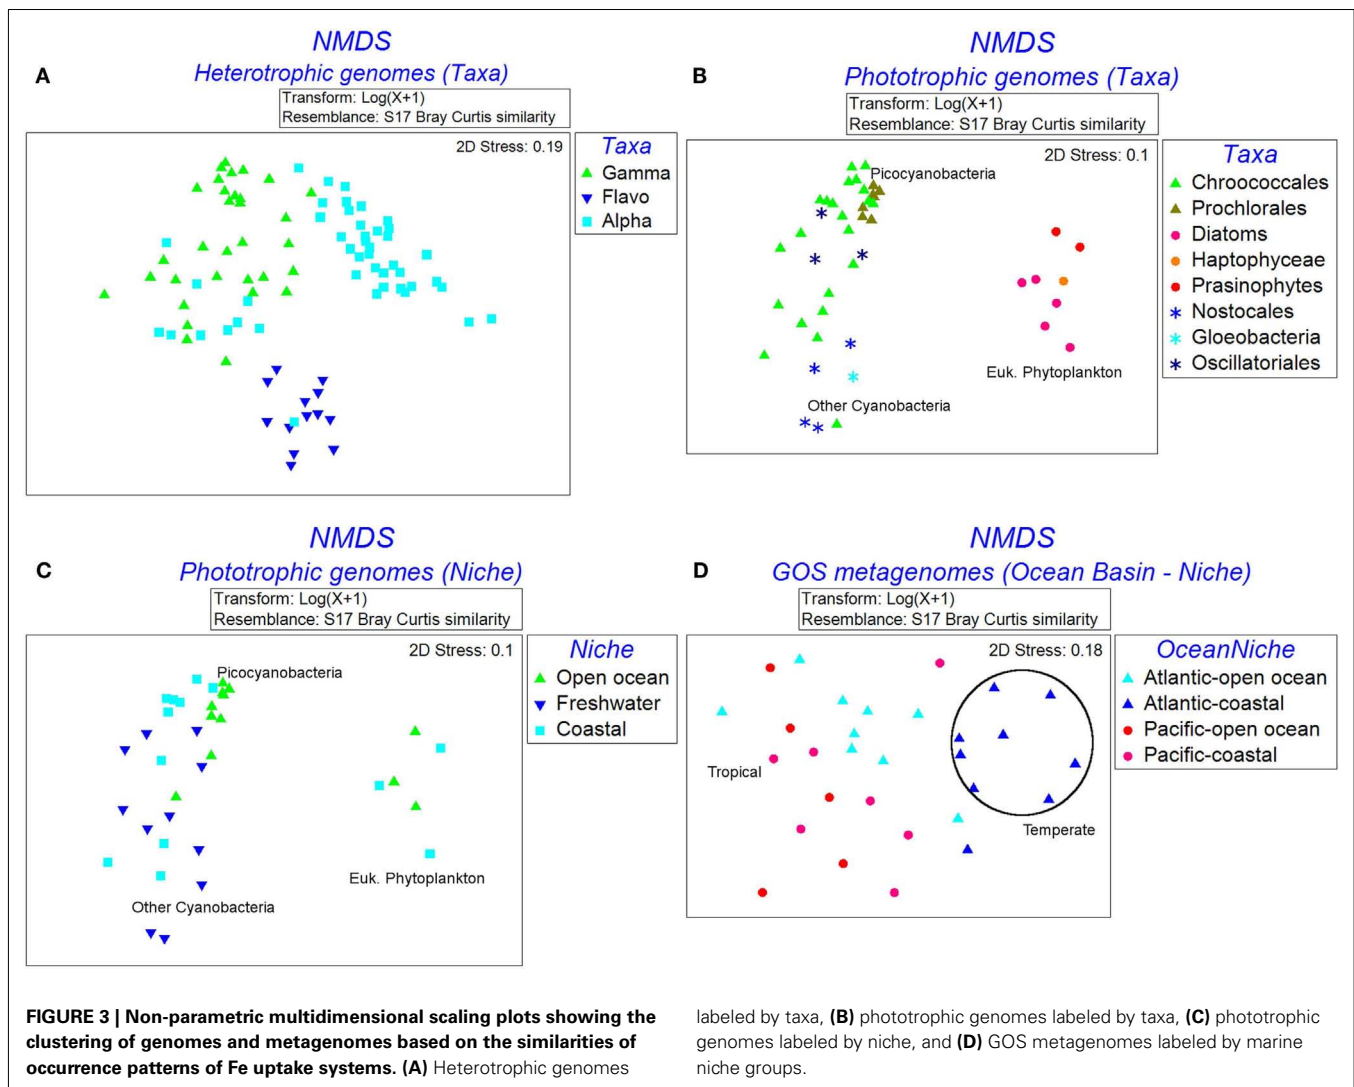 NMDS
A
Heterotrophic genomes (Taxa)
Transform: Log(X+1)
Resemblance: S17 Bray Curtis similarity
2D Stress: 0.19
Taxa
Gamma
Flavo
Alpha
NMDS
B
Phototrophic genomes (Taxa)
Transform: Log(X+1)
Resemblance: S17 Bray Curtis similarity
2D Stress: 0.1
Picocyanobacteria
Euk. Phytoplankton
Other Cyanobacteria
Taxa
Chroococcales
Prochlorales
Diatoms
Haptophyceae
Prasinophytes
Nostocales
Gloeobacteria
Oscillatoriales
NMDS
C
Phototrophic genomes (Niche)
Transform: Log(X+1)
Resemblance: S17 Bray Curtis similarity
2D Stress: 0.1
Picocyanobacteria
Euk. Phytoplankton
Other Cyanobacteria
Niche
Open ocean
Freshwater
Coastal
NMDS
D
GOS metagenomes (Ocean Basin - Niche)
Transform: Log(X+1)
Resemblance: S17 Bray Curtis similarity
2D Stress: 0.18
Tropical
Temperate
OceanNiche
Atlantic-open ocean
Atlantic-coastal
Pacific-open ocean
Pacific-coastal
FIGURE 3 | Non-parametric multidimensional scaling plots showing the
clustering of genomes and metagenomes based on the similarities of
occurrence patterns of Fe uptake systems. (A) Heterotrophic genomes
labeled by taxa, (B) phototrophic genomes labeled by taxa, (C) phototrophic
genomes labeled by niche, and (D) GOS metagenomes labeled by marine
niche groups.